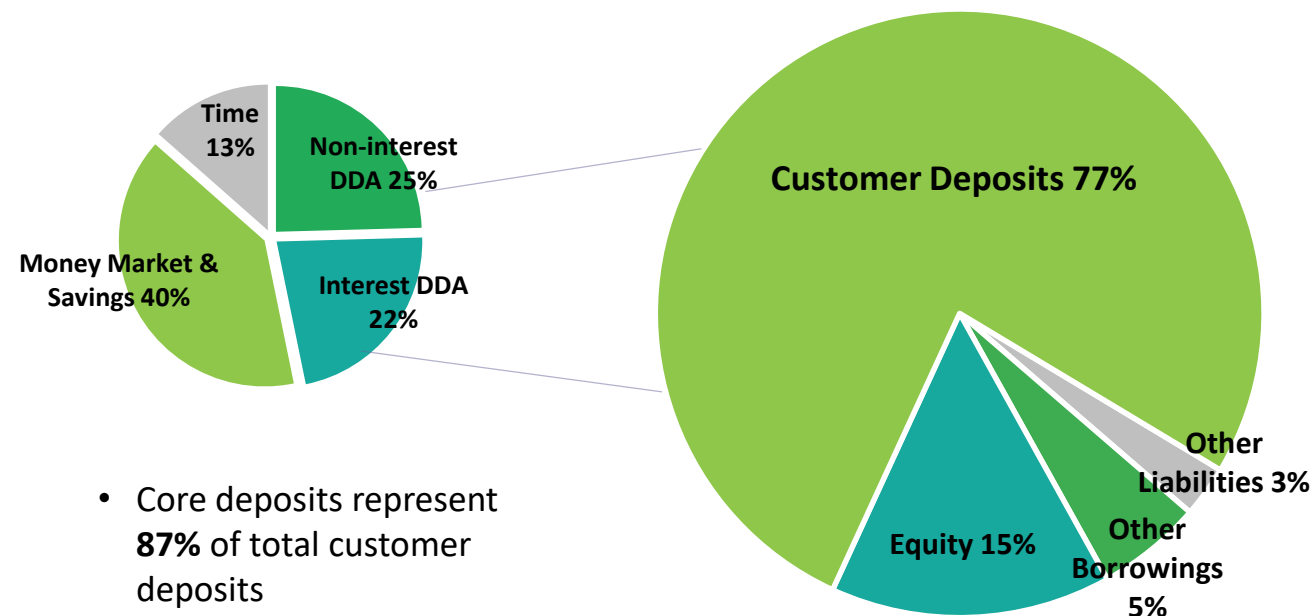 Time
13%
Non-interest
DDA 25%
Money Market &
Savings 40%
Interest DDA
22%
Customer Deposits 77%
Other
Liabilities 3%
Equity 15%
Other
Borrowings
5%
• Core deposits represent
87% of total customer
deposits